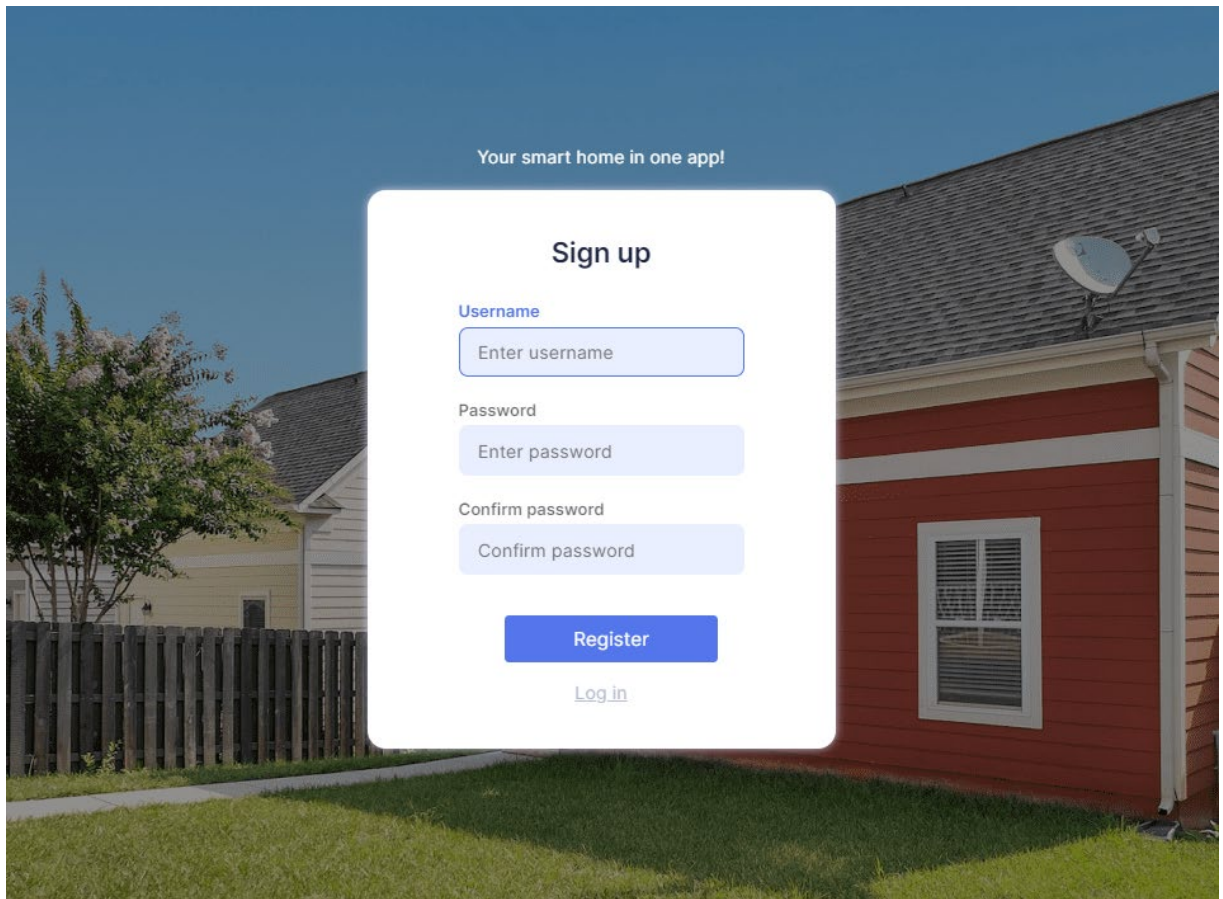 Your smart home in one app!
Sign up
Username
Enter username
Password
Enter password
Confirm password
Confirm password
Register
Log in